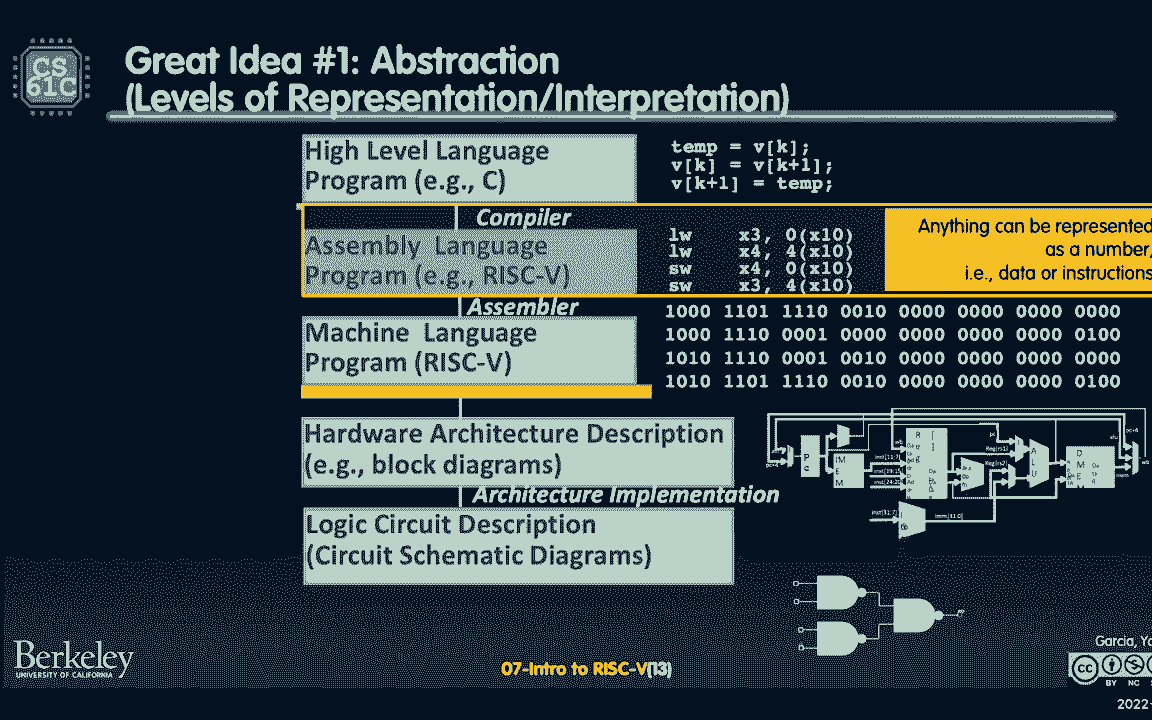 CS
61C
Great Idea #1: Abstraction
(Levels of Representation/Interpretation)
High Level Language
Program (e.g., C)
temp = v[k];
v[k] = v[k+1];
v[k+1] = temp;
Compiler
Assembly Language
Program (e.g., RISC-V)
lw x3, 0(x10)
lw x4, 4(x10)
sw x4, 0(x10)
sw x3, 4(x10)
Anything can be represented
as a number,
i.e., data or instructions
Assembler
Machine Language
Program (RISC-V)
1000 1101 1110 0010 0000 0000 0000 0000
1000 1110 0001 0000 0000 0000 0000 0100
1010 1110 0001 0010 0000 0000 0000 0000
1010 1101 1110 0010 0000 0000 0000 0100
Hardware Architecture Description
(e.g., block diagrams)
Architecture Implementation
Logic Circuit Description
(Circuit Schematic Diagrams)
Berkeley
UNIVERSITY OF CALIFORNIA
07-Intro to RISC-V(13)
Garcia,
cc
BY NC
2022-